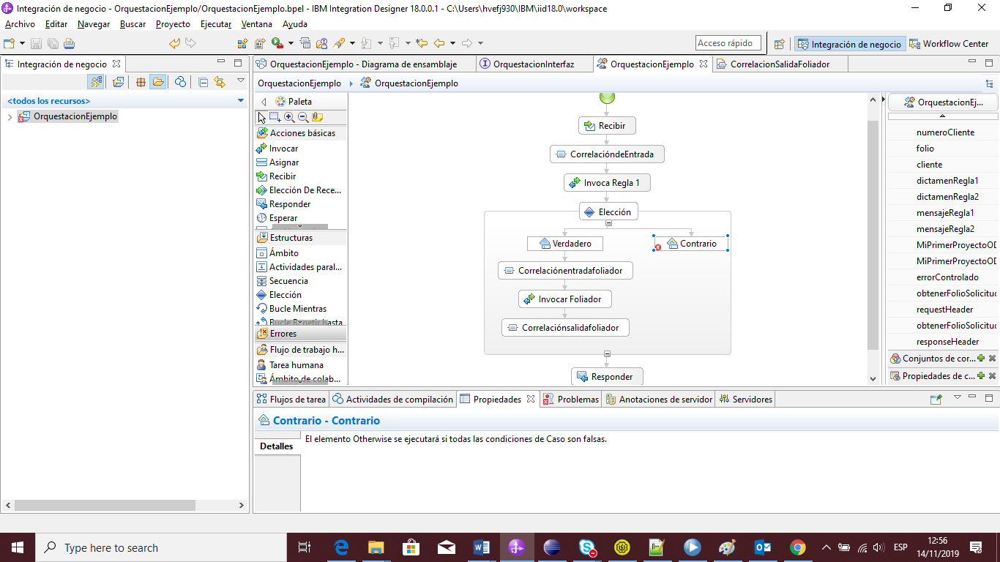 Integración de negocio - OrquestacionEjemplo/OrquestacionEjemplo.bpel - IBM Integration Designer 18.0.0.1 - C:\Users\hvefj930\IBM\iid18.0\workspace
Archivo Editar Navegar Buscar Proyecto Ejecutar Ventana Ayuda
Acceso rápido
Integración de negocio
Workflow Center
Integración de negocio
<todos los recursos>
OrquestacionEjemplo
OrquestacionEjemplo - Diagrama de ensamblaje
OrquestacionInterfaz
OrquestacionEjemplo
CorrelacionSalidaFoliador
OrquestacionEjemplo
OrquestacionEjemplo
Paleta
Acciones básicas
Invocar
Asignar
Recibir
Elección De Rece...
Responder
Esperar
Estructuras
Ámbito
Actividades paral...
Secuencia
Elección
Bucle Mientras
Bucle Repetir hasta
Errores
Flujo de trabajo h...
Tarea humana
Ámbito de colab...
Recibir
CorrelacióndeEntrada
Invoca Regla 1
Elección
Verdadero
Contrario
Correlaciónentradafoliador
Invocar Foliador
Correlaciónsalidafoliador
Responder
OrquestacionEj...
numeroCliente
folio
cliente
dictamenRegla1
dictamenRegla2
mensajeRegla1
mensajeRegla2
MiPrimerProyectoOD
MiPrimerProyectoOD
errorControlado
obtenerFolioSolicitud
requestHeader
obtenerFolioSolicitud
responseHeader
Conjuntos de cor...
Propiedades de c...
Flujos de tarea
Actividades de compilación
Propiedades
Problemas
Anotaciones de servidor
Servidores
Contrario - Contrario
Detalles
El elemento Otherwise se ejecutará si todas las condiciones de Caso son falsas.
Type here to search
ESP
12:56
14/11/2019